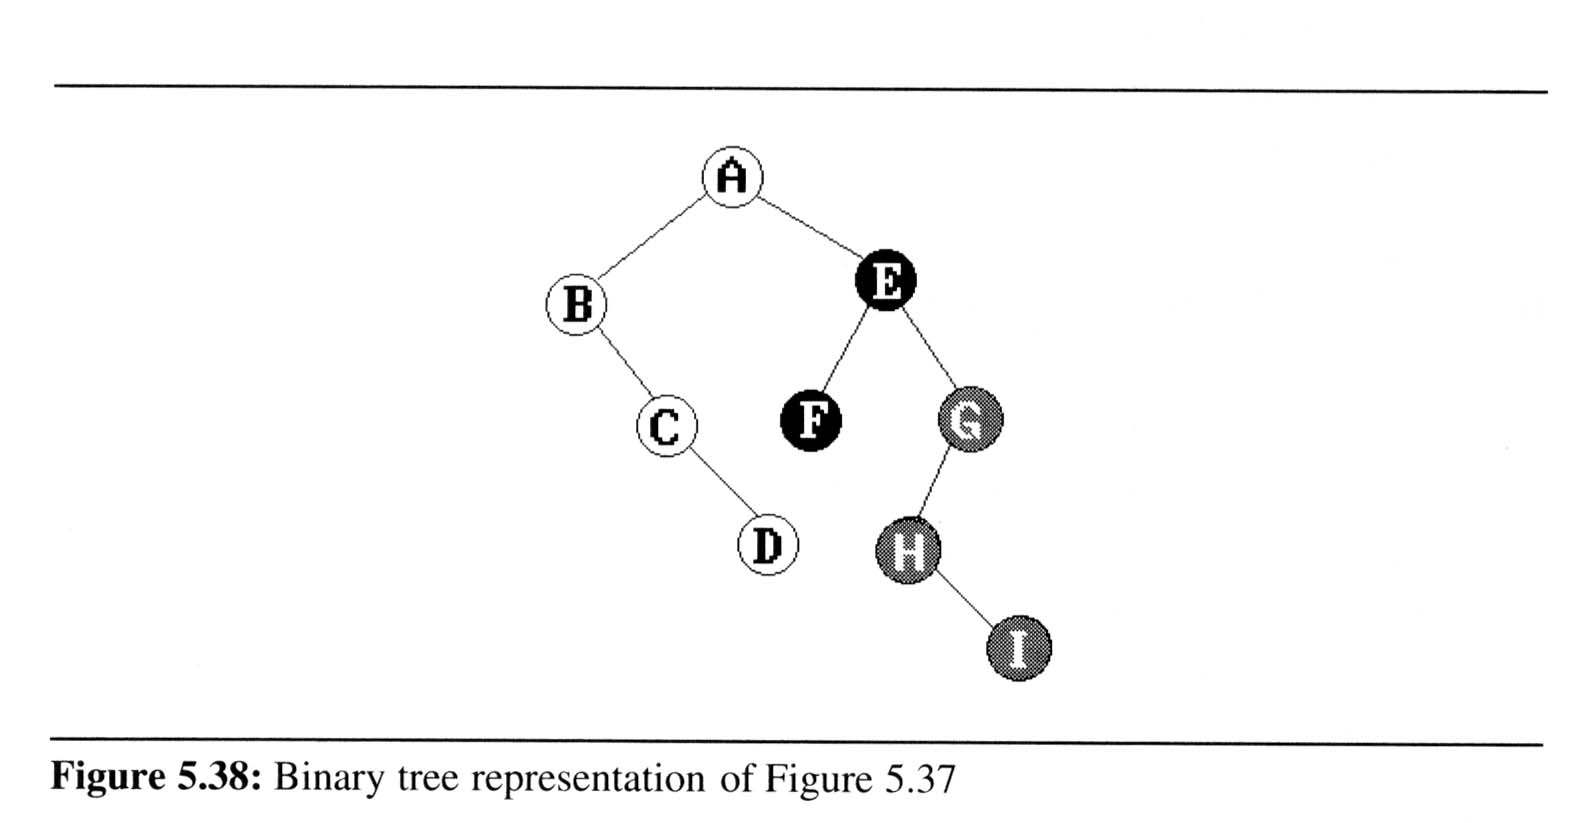 A
E
B
C
F
G
D
H
I
Figure 5.38: Binary tree representation of Figure 5.37